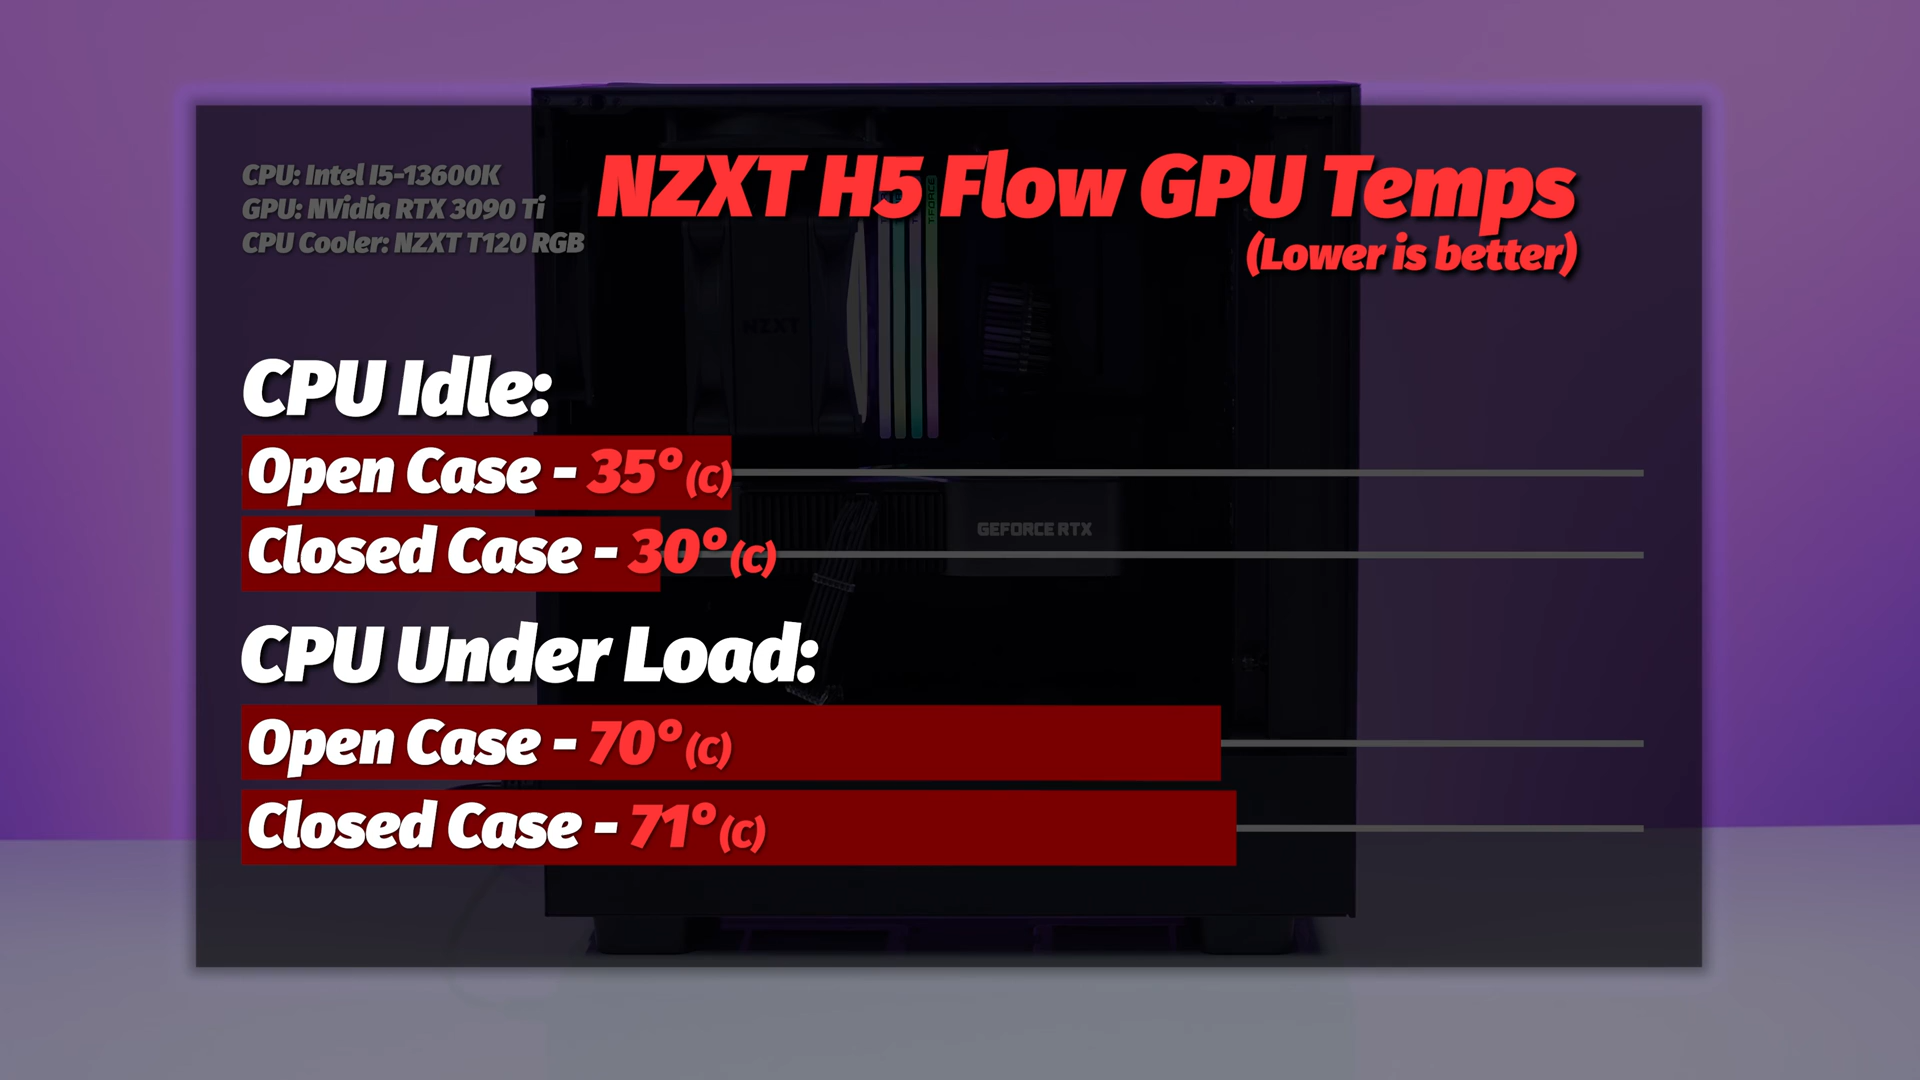 CPU: Intel I5-13600K
GPU: NVidia RTX 3090 Ti
CPU Cooler: NZXT T120 RGB
NZXT H5 Flow GPU Temps
(Lower is better)
T-FORCE
NZXT
CPU Idle:
Open Case - 35° (C)
GEFORCE RTX
Closed Case - 30° (C)
CPU Under Load:
Open Case - 70° (C)
Closed Case - 71° (C)